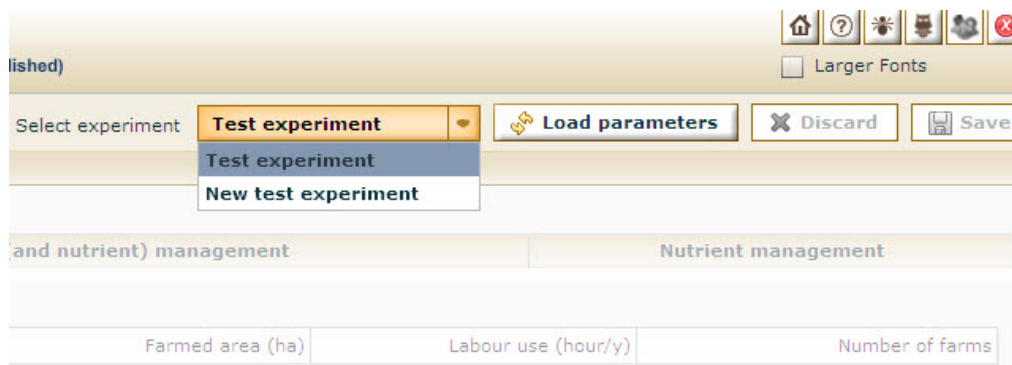 lished)
Larger Fonts
Select experiment Test experiment Load parameters Discard Save
Test experiment
New test experiment
(and nutrient) management Nutrient management
Farmed area (ha) Labour use (hour/y) Number of farms